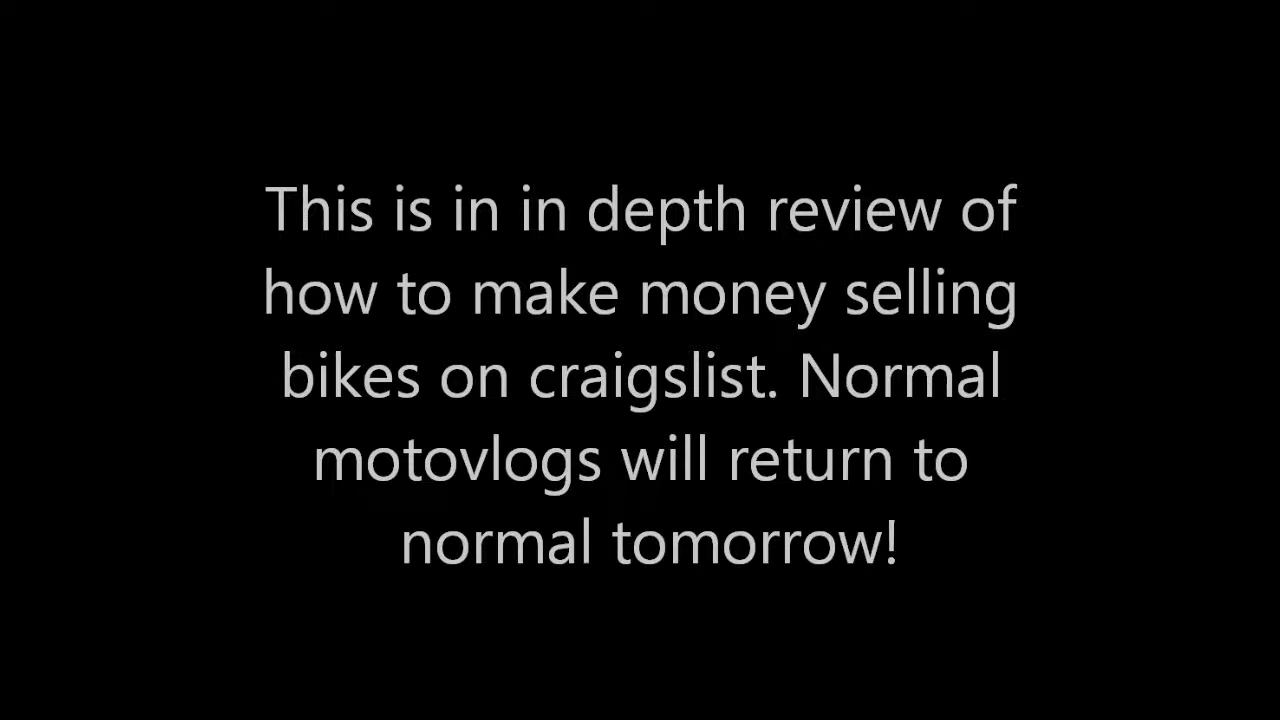 This is in in depth review of
how to make money selling
bikes on craigslist. Normal
motovlogs will return to
normal tomorrow!